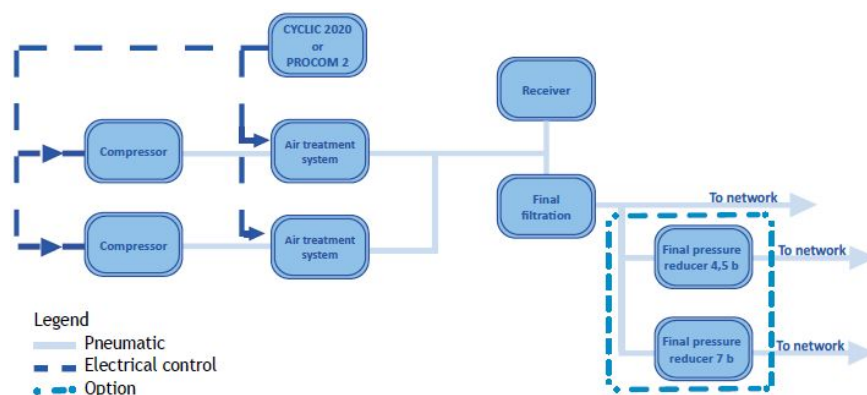 CYCLIC 2020
or
PROCOM 2
Receiver
Compressor
Air treatment
system
Final
filtration
To network
Compressor
Air treatment
system
Final pressure
reducer 4,5 b
To network
Final pressure
reducer 7 b
To network
Legend
Pneumatic
Electrical control
Option